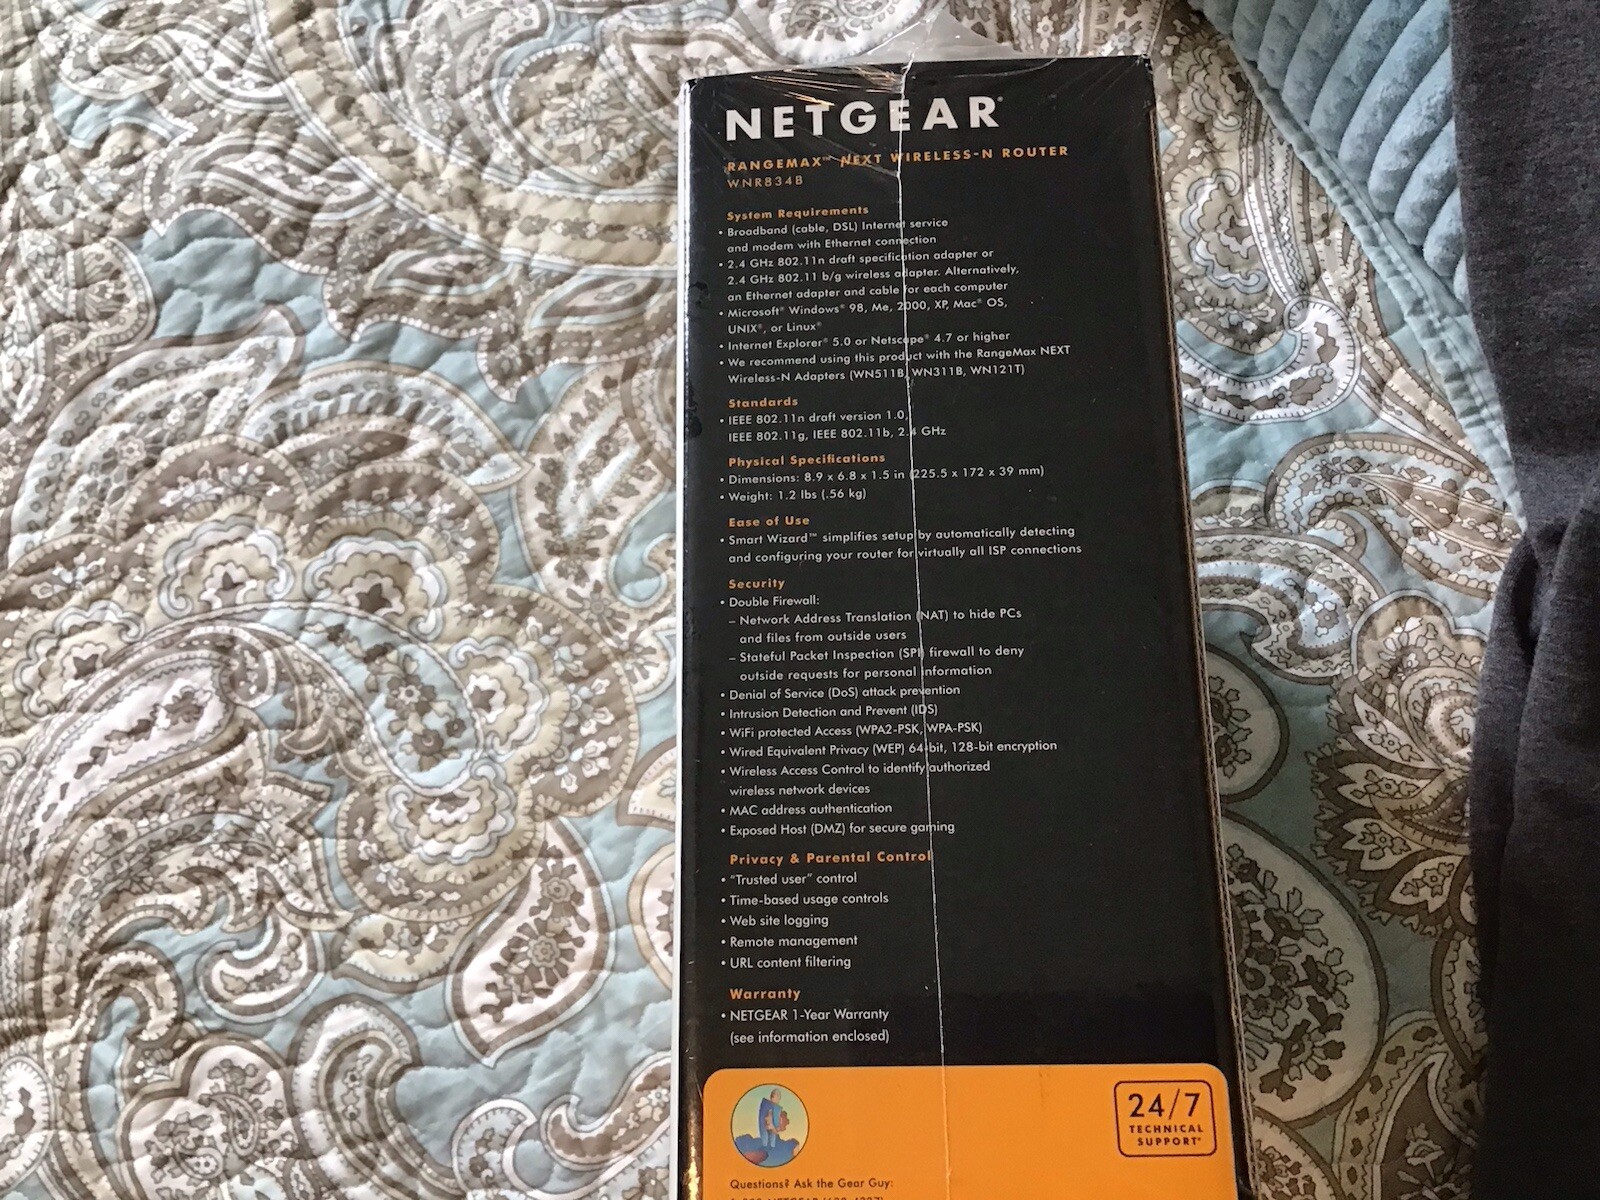 NETGEAR®
RANGEMAX™ NEXT WIRELESS-N ROUTER
WNR834B
System Requirements
• Broadband (cable, DSL) Internet service
and modem with Ethernet connection
• 2.4 GHz 802.11n draft specification adapter or
2.4 GHz 802.11 b/g wireless adapter. Alternatively,
an Ethernet adapter and cable for each computer
• Microsoft® Windows® 98, Me, 2000, XP, Mac® OS,
UNIX®, or Linux®
• Internet Explorer® 5.0 or Netscape® 4.7 or higher
• We recommend using this product with the RangeMax NEXT
Wireless-N Adapters (WN511B, WN311B, WN121T)
Standards
• IEEE 802.11n draft version 1.0,
IEEE 802.11g, IEEE 802.11b, 2.4 GHz
Physical Specifications
• Dimensions: 8.9 x 6.8 x 1.5 in (225.5 x 172 x 39 mm)
• Weight: 1.2 lbs (.56 kg)
Ease of Use
• Smart Wizard™ simplifies setup by automatically detecting
and configuring your router for virtually all ISP connections
Security
• Double Firewall:
– Network Address Translation (NAT) to hide PCs
and files from outside users
– Stateful Packet Inspection (SPI) firewall to deny
outside requests for personal information
• Denial of Service (DoS) attack prevention
• Intrusion Detection and Prevent (IDS)
• WiFi protected Access (WPA2-PSK, WPA-PSK)
• Wired Equivalent Privacy (WEP) 64-bit, 128-bit encryption
• Wireless Access Control to identify authorized
wireless network devices
• MAC address authentication
• Exposed Host (DMZ) for secure gaming
Privacy & Parental Control
• "Trusted user" control
• Time-based usage controls
• Web site logging
• Remote management
• URL content filtering
Warranty
• NETGEAR 1-Year Warranty
(see information enclosed)
24/7
TECHNICAL
SUPPORT*
Questions? Ask the Gear Guy: